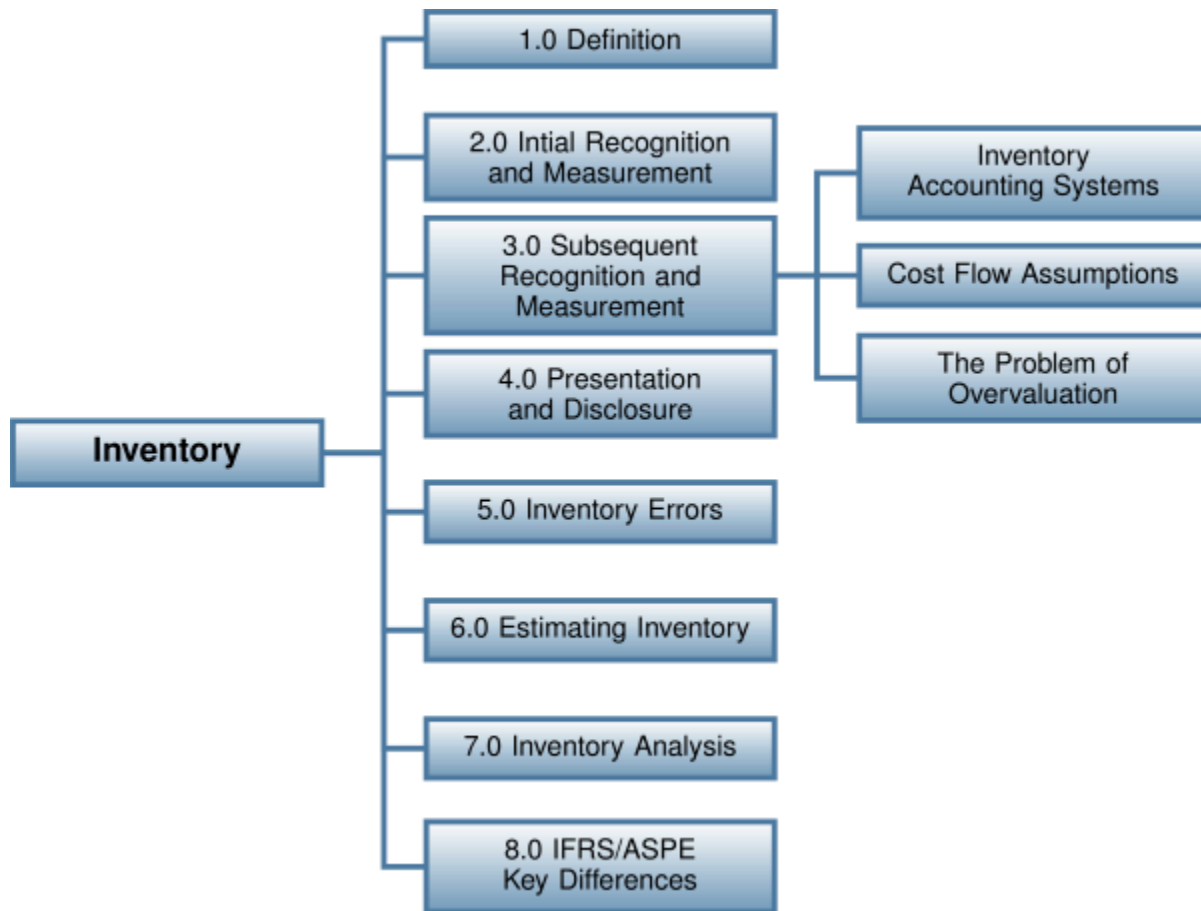 Inventory
1.0 Definition
2.0 Intial Recognition
and Measurement
3.0 Subsequent
Recognition and
Measurement
Inventory
Accounting Systems
Cost Flow Assumptions
The Problem of
Overvaluation
4.0 Presentation
and Disclosure
5.0 Inventory Errors
6.0 Estimating Inventory
7.0 Inventory Analysis
8.0 IFRS/ASPE
Key Differences